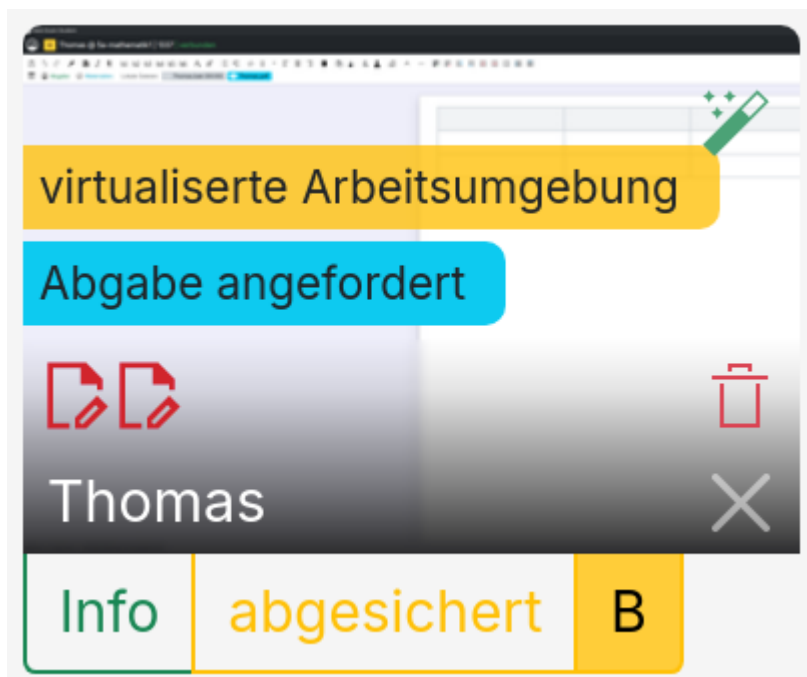 virtualiserte Arbeitsumgebung
Abgabe angefordert
Thomas
Info
abgesichert
B